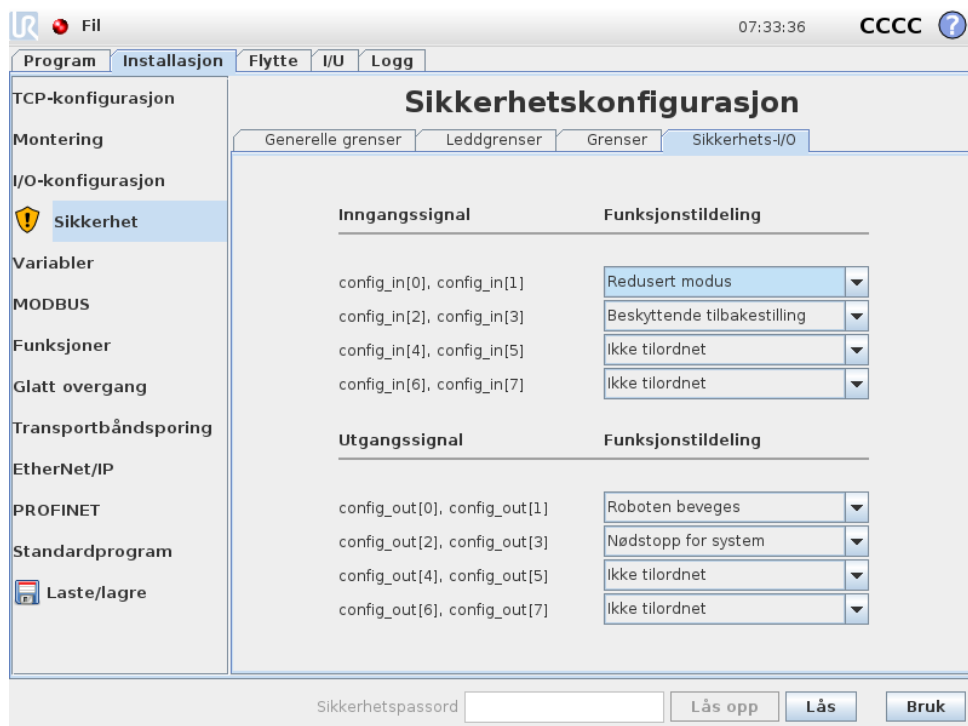 UR Fil 07:33:36 CCCC ?
Program Installasjon Flytte I/U Logg
TCP-konfigurasjon
Montering
I/O-konfigurasjon
Sikkerhet
Variabler
MODBUS
Funksjoner
Glatt overgang
Transportbåndsporing
EtherNet/IP
PROFINET
Standardprogram
Laste/lagre
Sikkerhetskonfigurasjon
Generelle grenser Leddgrenser Grenser Sikkerhets-I/O
Inngangssignal Funksjonstildeling
config_in[0], config_in[1] Redusert modus
config_in[2], config_in[3] Beskyttende tilbakestilling
config_in[4], config_in[5] Ikke tilordnet
config_in[6], config_in[7] Ikke tilordnet
Utgangssignal Funksjonstildeling
config_out[0], config_out[1] Roboten beveges
config_out[2], config_out[3] Nødstopp for system
config_out[4], config_out[5] Ikke tilordnet
config_out[6], config_out[7] Ikke tilordnet
Sikkerhetspassord Lås opp Lås Bruk